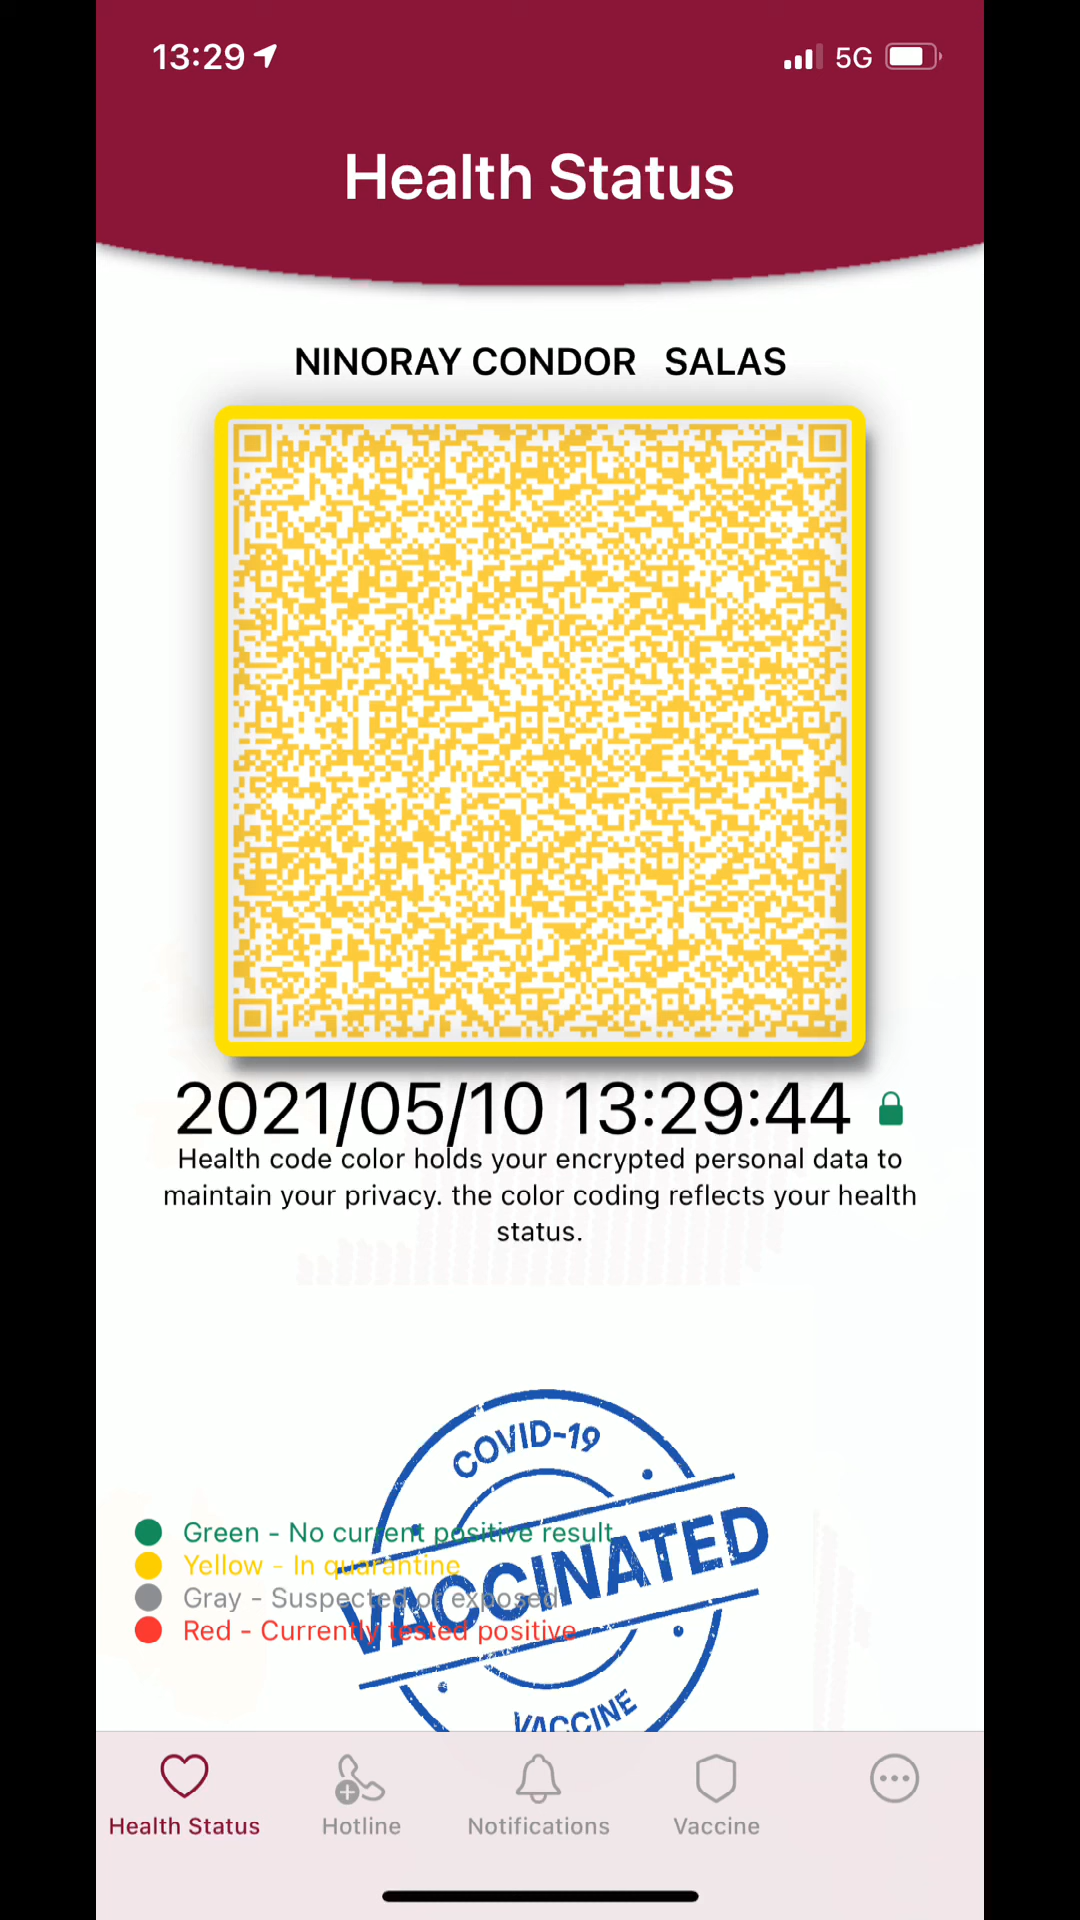 13:29
5G
Health Status
NINORAY CONDOR SALAS
2021/05/10 13:29:44
Health code color holds your encrypted personal data to
maintain your privacy. the color coding reflects your health
status.
COVID-19
VACCINATED
VACCINE
Green - No current positive result
Yellow - In quarantine
Gray - Suspected or exposed
Red - Currently tested positive
Health Status
Hotline
Notifications
Vaccine